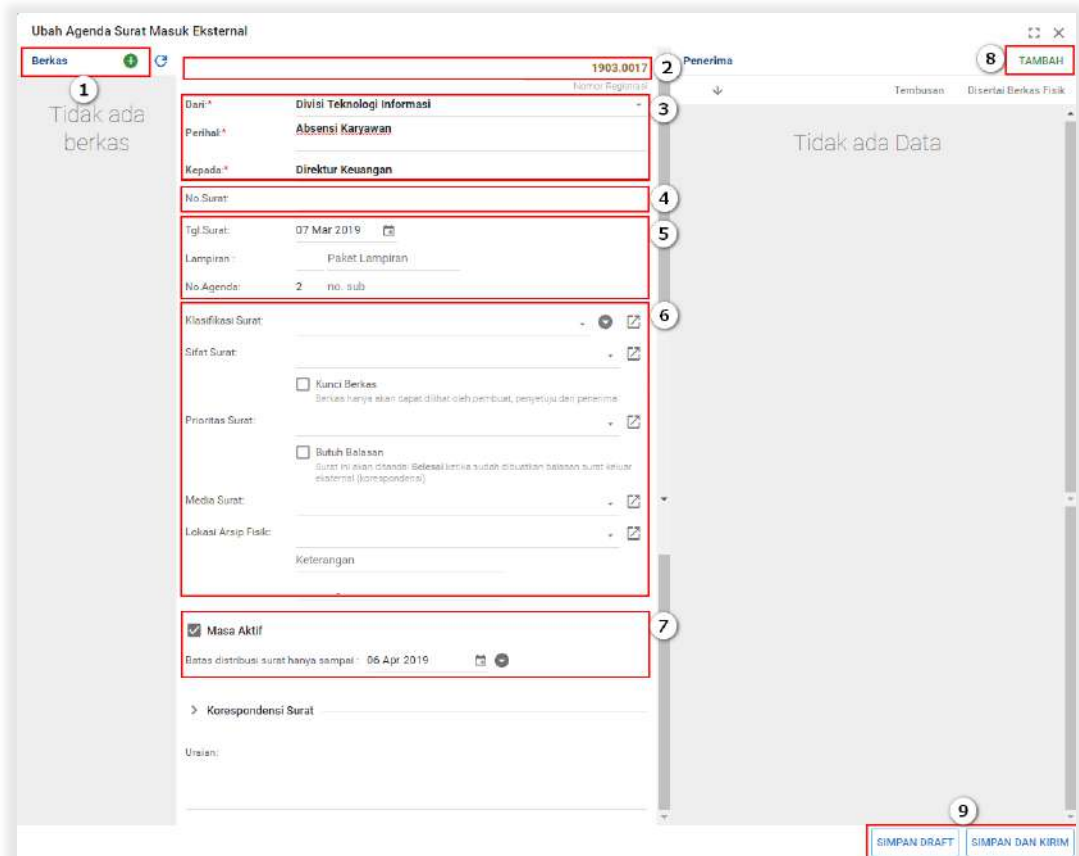 Ubah Agenda Surat Masuk Eksternal
Berkas
1
Tidak ada
berkas
1903.0017
2
Nomor Registrasi
Dari:* Divisi Teknologi Informasi
3
Perihal:* Absensi Karyawan
Kepada:* Direktur Keuangan
No.Surat:
4
Tgl.Surat: 07 Mar 2019
5
Lampiran : Paket Lampiran
No.Agenda: 2 no. sub
Klasifikasi Surat:
6
Sifat Surat:
Kunci Berkas
Berkas hanya akan dapat dilihat oleh pembuat, penyetuju dan penerima
Prioritas Surat:
Butuh Balasan
Surat ini akan ditandai Selesai ketika sudah dibuatkan balasan surat keluar
eksternal (korespondensi)
Media Surat:
Lokasi Arsip Fisik:
Keterangan
Masa Aktif
7
Batas distribusi surat hanya sampai : 06 Apr 2019
Korespondensi Surat
Uraian:
Penerima
8
TAMBAH
Tembusan Disertai Berkas Fisik
Tidak ada Data
9
SIMPAN DRAFT SIMPAN DAN KIRIM